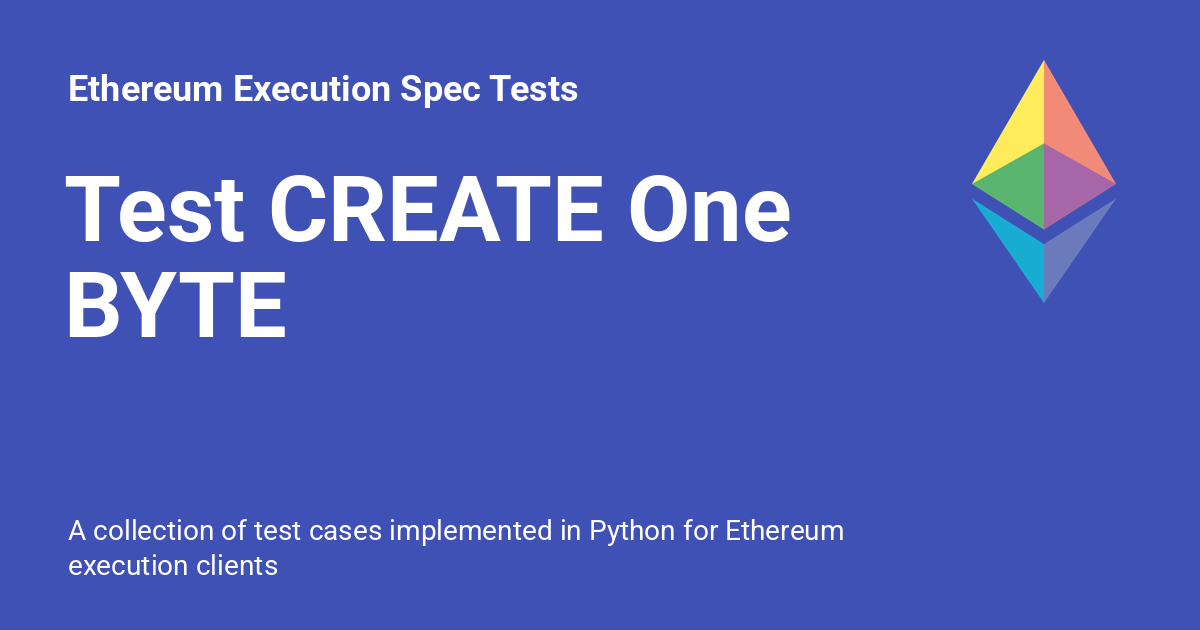 Ethereum Execution Spec Tests
Test CREATE One
BYTE
A collection of test cases implemented in Python for Ethereum
execution clients